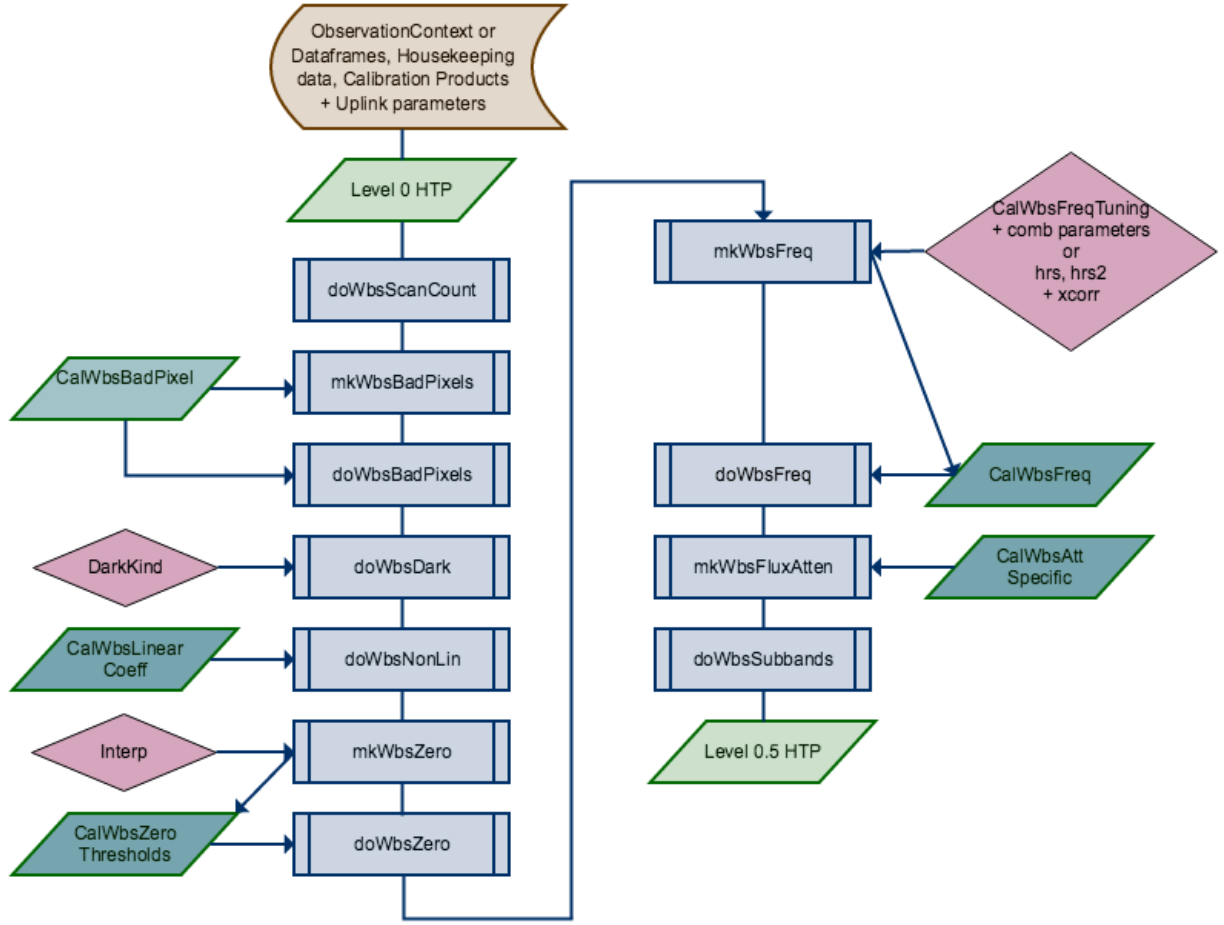 ObservationContext or
Dataframes, Housekeeping
data, Calibration Products
+ Uplink parameters
Level 0 HTP
doWbsScanCount
CalWbsBadPixel
mkWbsBadPixels
doWbsBadPixels
DarkKind
doWbsDark
CalWbsLinear
Coeff
doWbsNonLin
Interp
mkWbsZero
CalWbsZero
Thresholds
doWbsZero
mkWbsFreq
CalWbsFreqTuning
+ comb parameters
or
hrs, hrs2
+ xcorr
doWbsFreq
CalWbsFreq
mkWbsFluxAtten
CalWbsAtt
Specific
doWbsSubbands
Level 0.5 HTP